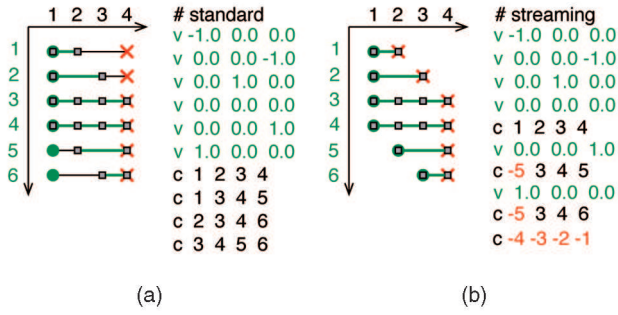 1 2 3 4
1
2
3
4
5
6
# standard
v -1.0 0.0 0.0
v 0.0 0.0 -1.0
v 0.0 1.0 0.0
v 0.0 0.0 0.0
v 0.0 0.0 1.0
v 1.0 0.0 0.0
c 1 2 3 4
c 1 3 4 5
c 2 3 4 6
c 3 4 5 6
(a)
1 2 3 4
1
2
3
4
5
6
# streaming
v -1.0 0.0 0.0
v 0.0 0.0 -1.0
v 0.0 1.0 0.0
v 0.0 0.0 0.0
c 1 2 3 4
v 0.0 0.0 1.0
c -5 3 4 5
v 1.0 0.0 0.0
c -5 3 4 6
c -4 -3 -2 -1
(b)